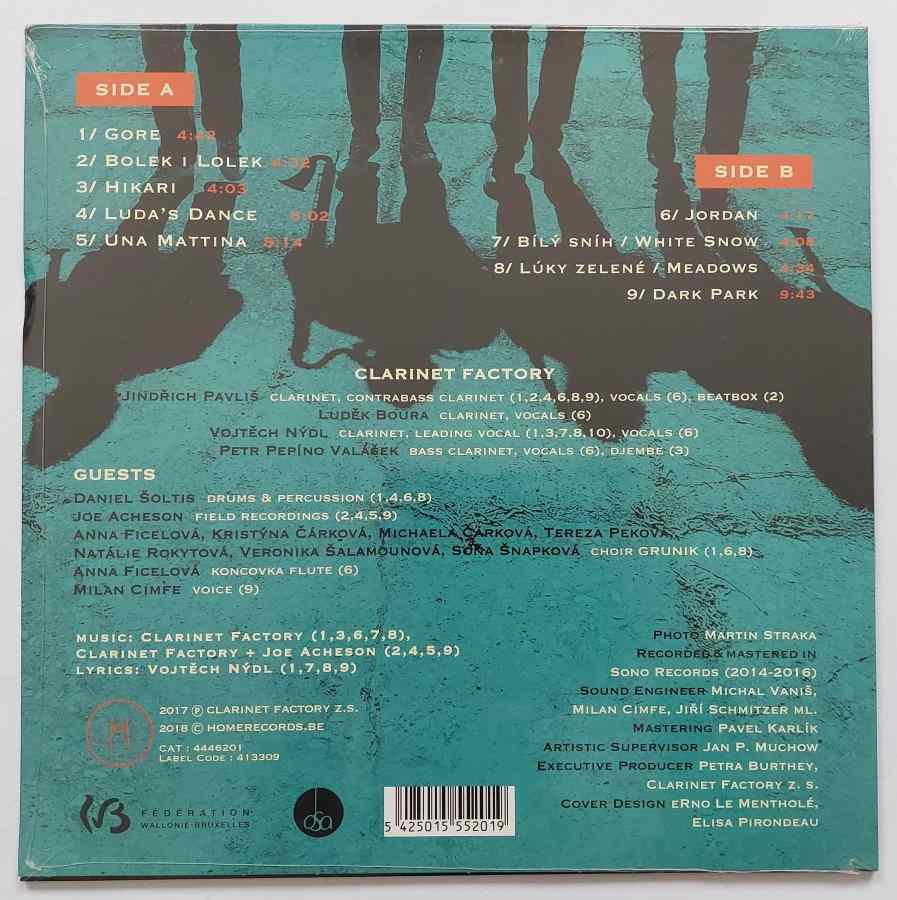 SIDE A
1/ GORE 4:42
2/ BOLEK I LOLEK 4:32
3/ HIKARI 4:03
4/ LUDA'S DANCE 5:02
5/ UNA MATTINA 5:14
SIDE B
6/ JORDAN
7/ BÍLÝ SNÍH / WHITE SNOW 4:08
8/ LÚKY ZELENÉ / MEADOWS 4:34
9/ DARK PARK 9:43
CLARINET FACTORY
JINDŘICH PAVLIŠ CLARINET, CONTRABASS CLARINET (1,2,4,6,8,9), VOCALS (6), BEATBOX (2)
LUDĚK BOURA CLARINET, VOCALS (6)
VOJTĚCH NÝDL CLARINET, LEADING VOCAL (1,3,7,8,10), VOCALS (6)
PETR PEPÍNO VALÁŠEK BASS CLARINET, VOCALS (6), DJEMBE (3)
GUESTS
DANIEL ŠOLTIS DRUMS & PERCUSSION (1,4,6,8)
JOE ACHESON FIELD RECORDINGS (2,4,5,9)
ANNA FICELOVÁ, KRISTÝNA ČÁRKOVÁ, MICHAELA ČÁRKOVÁ, TEREZA PEKOVÁ,
NATÁLIE ROKYTOVÁ, VERONIKA ŠALAMOUNOVÁ, SOŇA ŠNAPKOVÁ CHOIR GRUNIK (1,6,8)
ANNA FICELOVÁ KONCOVKA FLUTE (6)
MILAN CIMFE VOICE (9)
MUSIC: CLARINET FACTORY (1,3,6,7,8),
CLARINET FACTORY + JOE ACHESON (2,4,5,9)
LYRICS: VOJTĚCH NÝDL (1,7,8,9)
2017 ℗ CLARINET FACTORY Z.S.
2018 © HOMERECORDS.BE
CAT : 4446201
LABEL CODE : 413309
PHOTO MARTIN STRAKA
RECORDED & MASTERED IN
SONO RECORDS (2014-2016)
SOUND ENGINEER MICHAL VANIŠ,
MILAN CIMFE, JIŘÍ SCHMITZER ML.
MASTERING PAVEL KARLÍK
ARTISTIC SUPERVISOR JAN P. MUCHOW
EXECUTIVE PRODUCER PETRA BURTHEY,
CLARINET FACTORY Z. S.
COVER DESIGN eRNO LE MENTHOLÉ,
ELISA PIRONDEAU
FÉDÉRATION
WALLONIE-BRUXELLES
osa
5 425015 552019